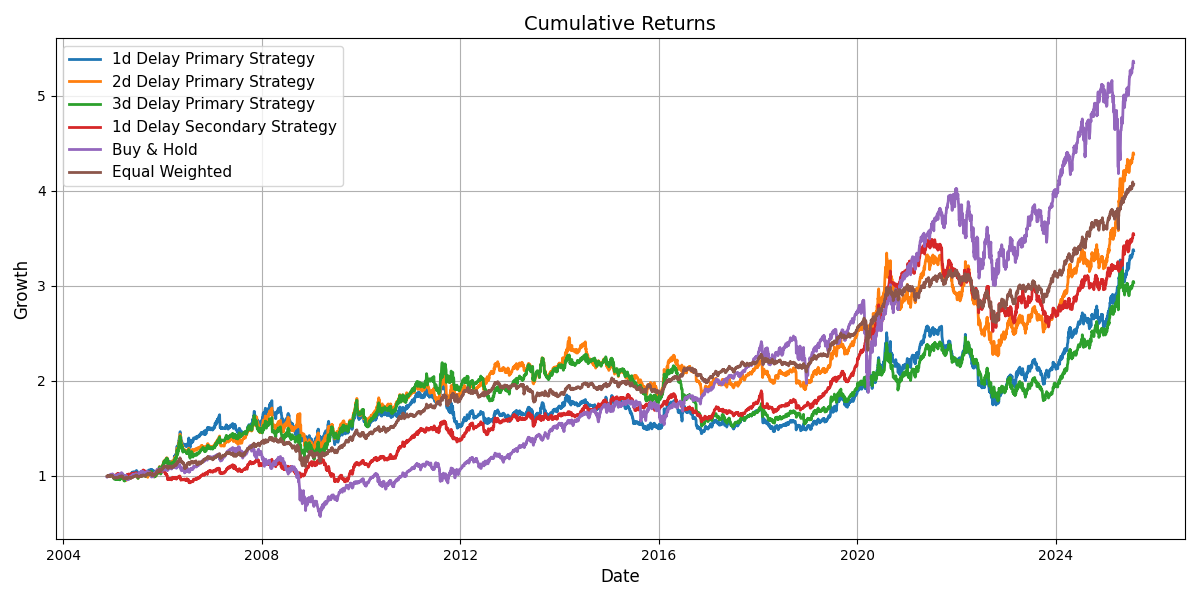 Cumulative Returns
1d Delay Primary Strategy
2d Delay Primary Strategy
3d Delay Primary Strategy
1d Delay Secondary Strategy
Buy & Hold
Equal Weighted
Growth
5
4
3
2
1
2004
2008
2012
2016
2020
2024
Date